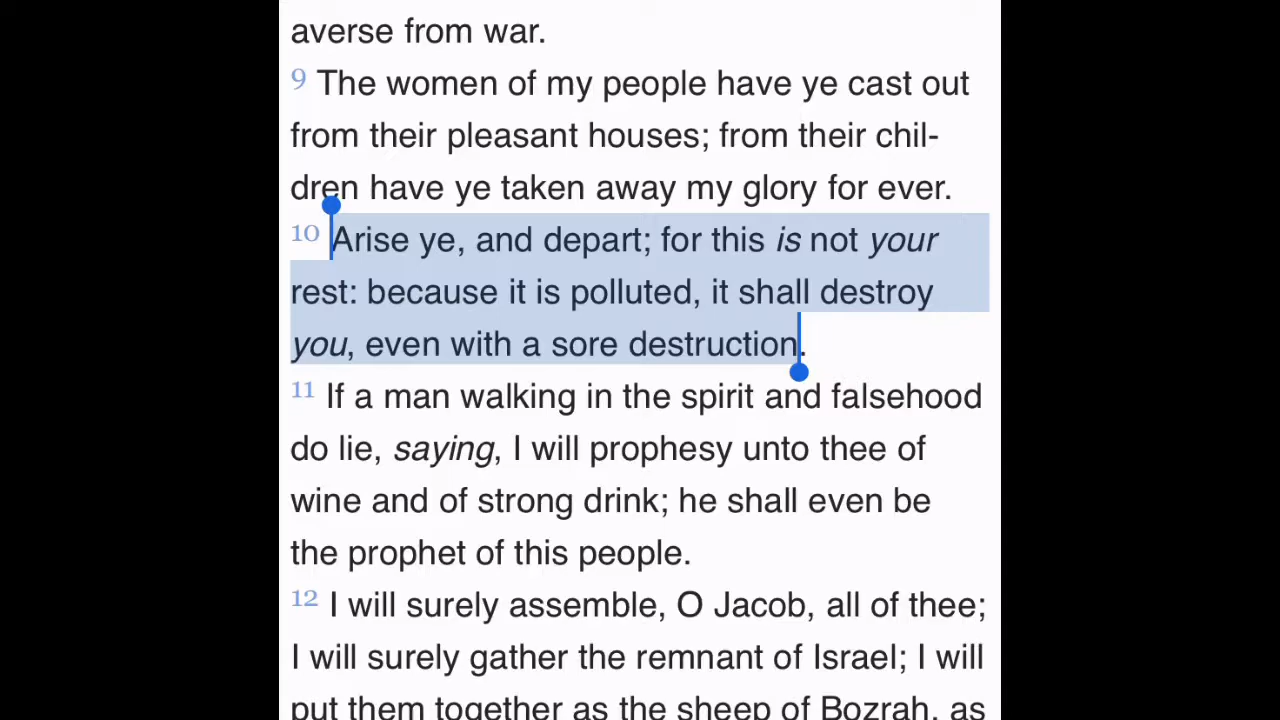 averse from war.
9 The women of my people have ye cast out
from their pleasant houses; from their chil-
dren have ye taken away my glory for ever.
10 Arise ye, and depart; for this is not your
rest: because it is polluted, it shall destroy
you, even with a sore destruction.
11 If a man walking in the spirit and falsehood
do lie, saying, I will prophesy unto thee of
wine and of strong drink; he shall even be
the prophet of this people.
12 I will surely assemble, O Jacob, all of thee;
I will surely gather the remnant of Israel; I will
put them together as the sheep of Bozrah, as